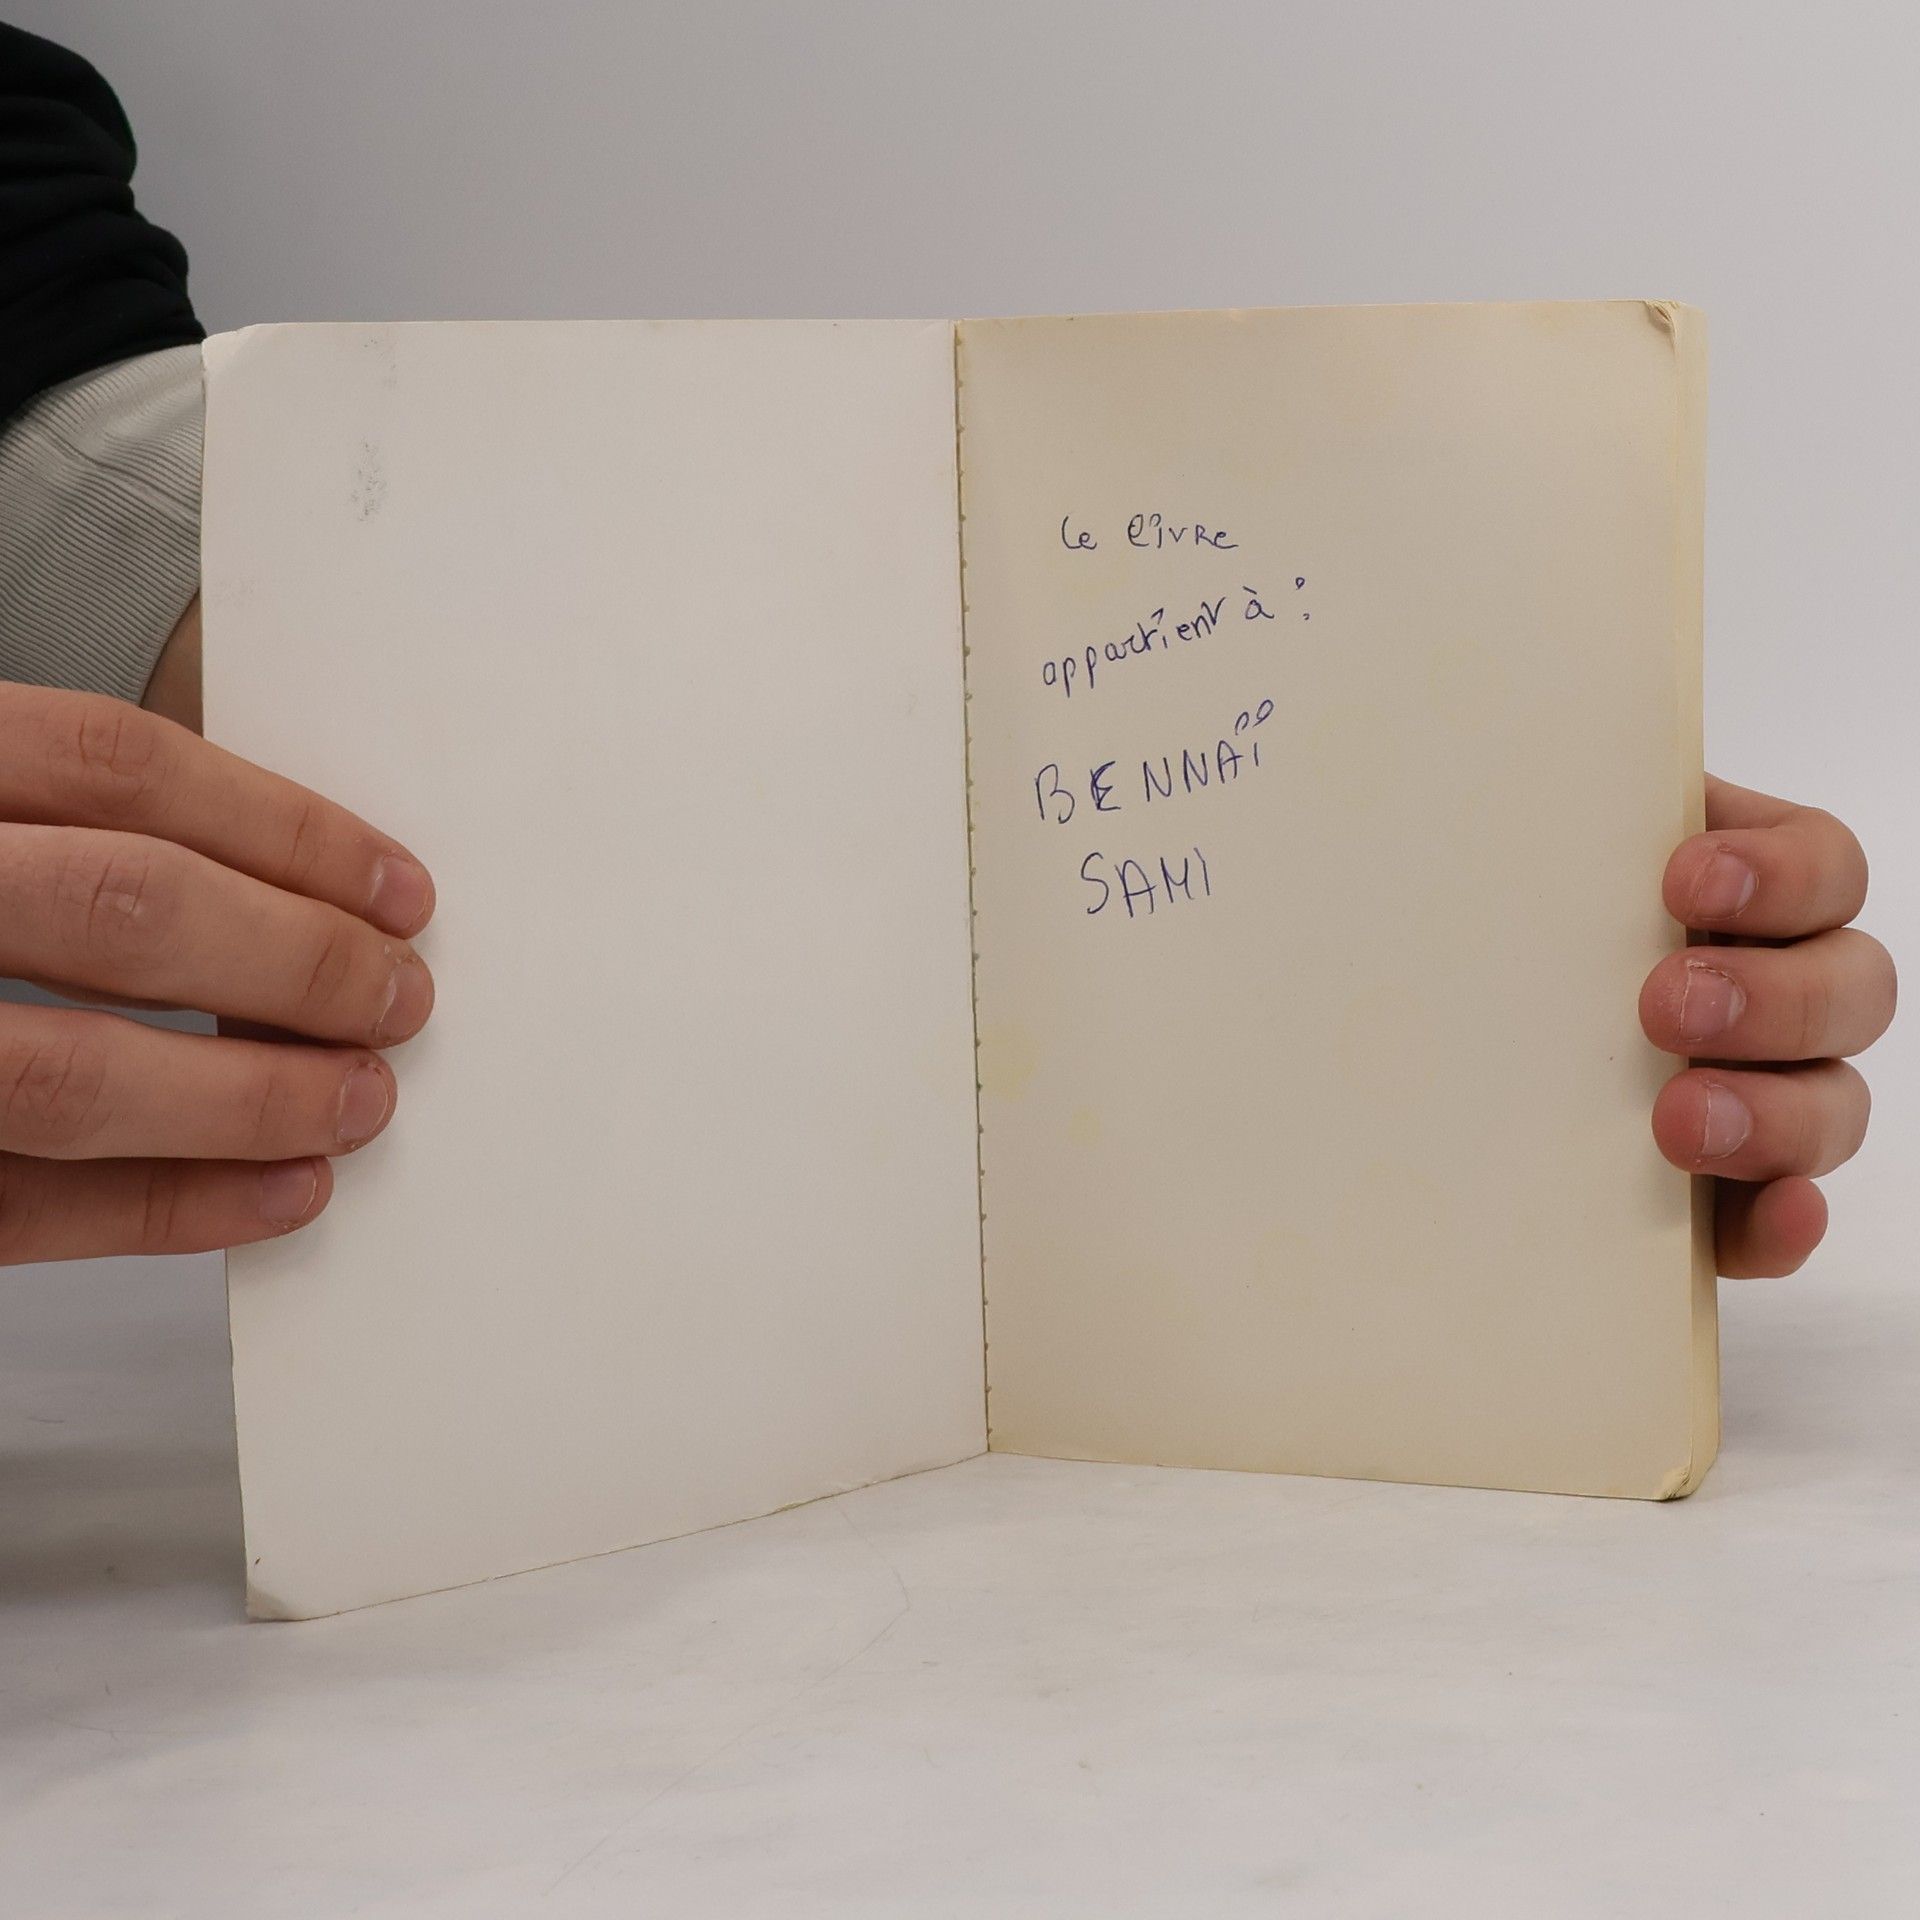 Le livre
appartient à :
BENNAÏ
SAMI